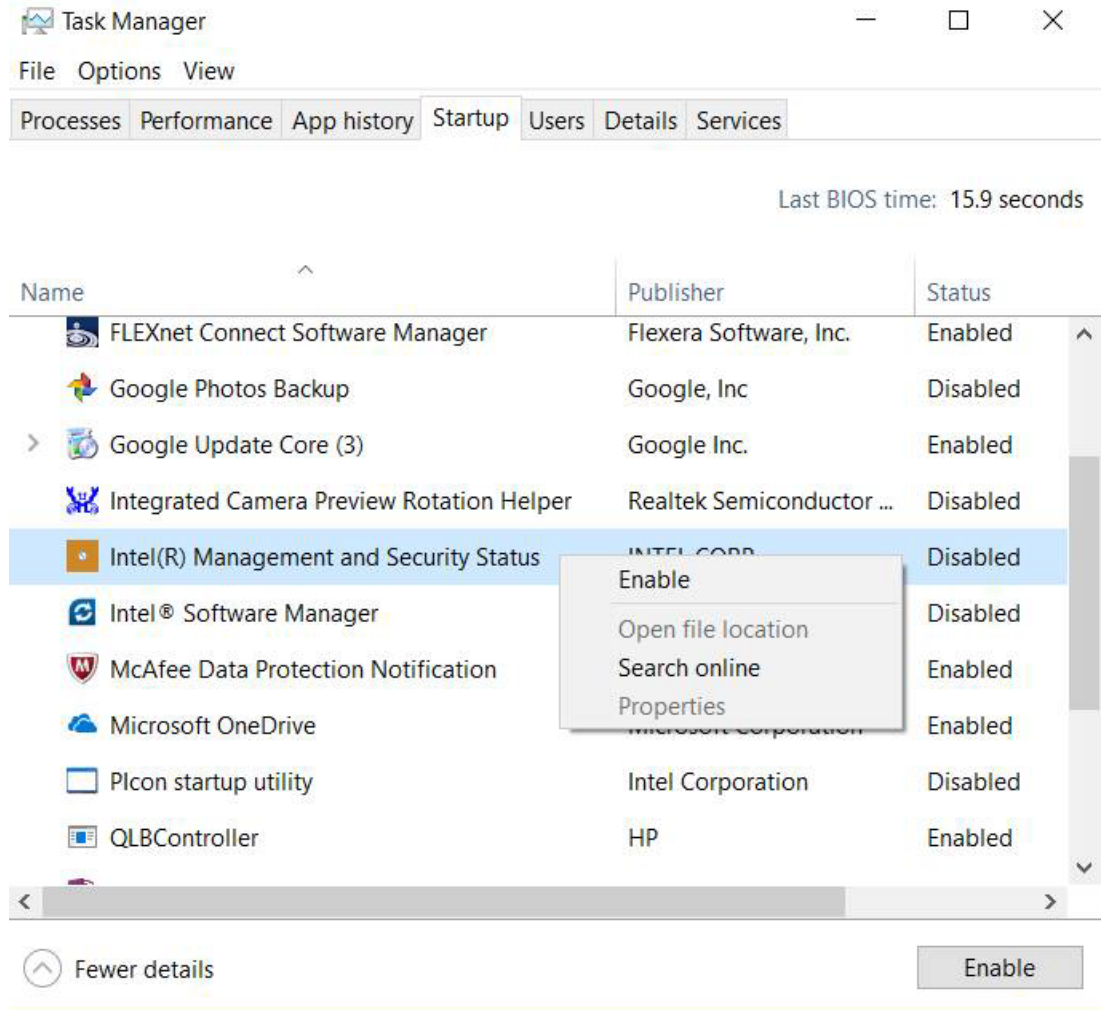 Task Manager
File Options View
Processes Performance App history Startup Users Details Services
Last BIOS time: 15.9 seconds
Name Publisher Status
FLEXnet Connect Software Manager Flexera Software, Inc. Enabled
Google Photos Backup Google, Inc Disabled
Google Update Core (3) Google Inc. Enabled
Integrated Camera Preview Rotation Helper Realtek Semiconductor ... Disabled
Intel(R) Management and Security Status INTEL CORP Disabled
Enable
Intel® Software Manager Disabled
Open file location
McAfee Data Protection Notification Enabled
Search online
Properties
Microsoft OneDrive Microsoft Corporation Enabled
PIcon startup utility Intel Corporation Disabled
QLBController HP Enabled
Fewer details Enable